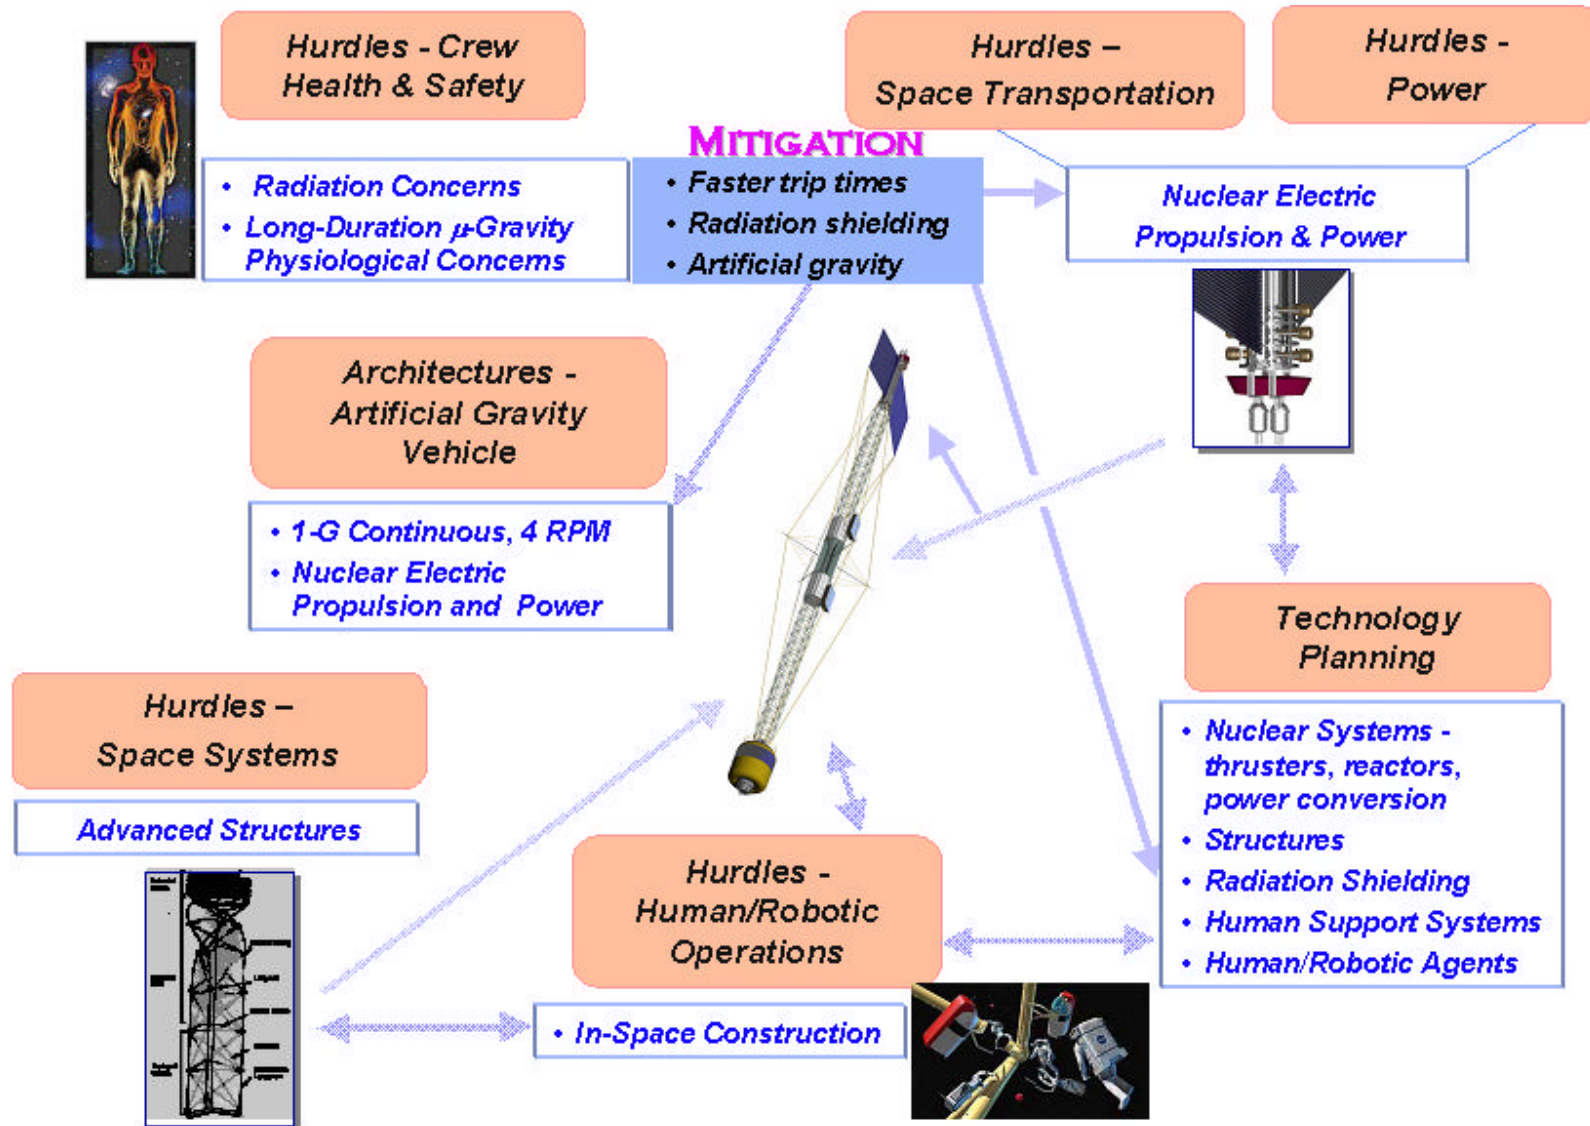 Hurdles - Crew
Health & Safety
Hurdles –
Space Transportation
Hurdles -
Power
MITIGATION
• Radiation Concerns
• Long-Duration µ-Gravity
Physiological Concerns
• Faster trip times
• Radiation shielding
• Artificial gravity
Nuclear Electric
Propulsion & Power
Architectures -
Artificial Gravity
Vehicle
• 1-G Continuous, 4 RPM
• Nuclear Electric
Propulsion and Power
Technology
Planning
• Nuclear Systems -
thrusters, reactors,
power conversion
• Structures
• Radiation Shielding
• Human Support Systems
• Human/Robotic Agents
Hurdles –
Space Systems
Advanced Structures
Hurdles -
Human/Robotic
Operations
• In-Space Construction